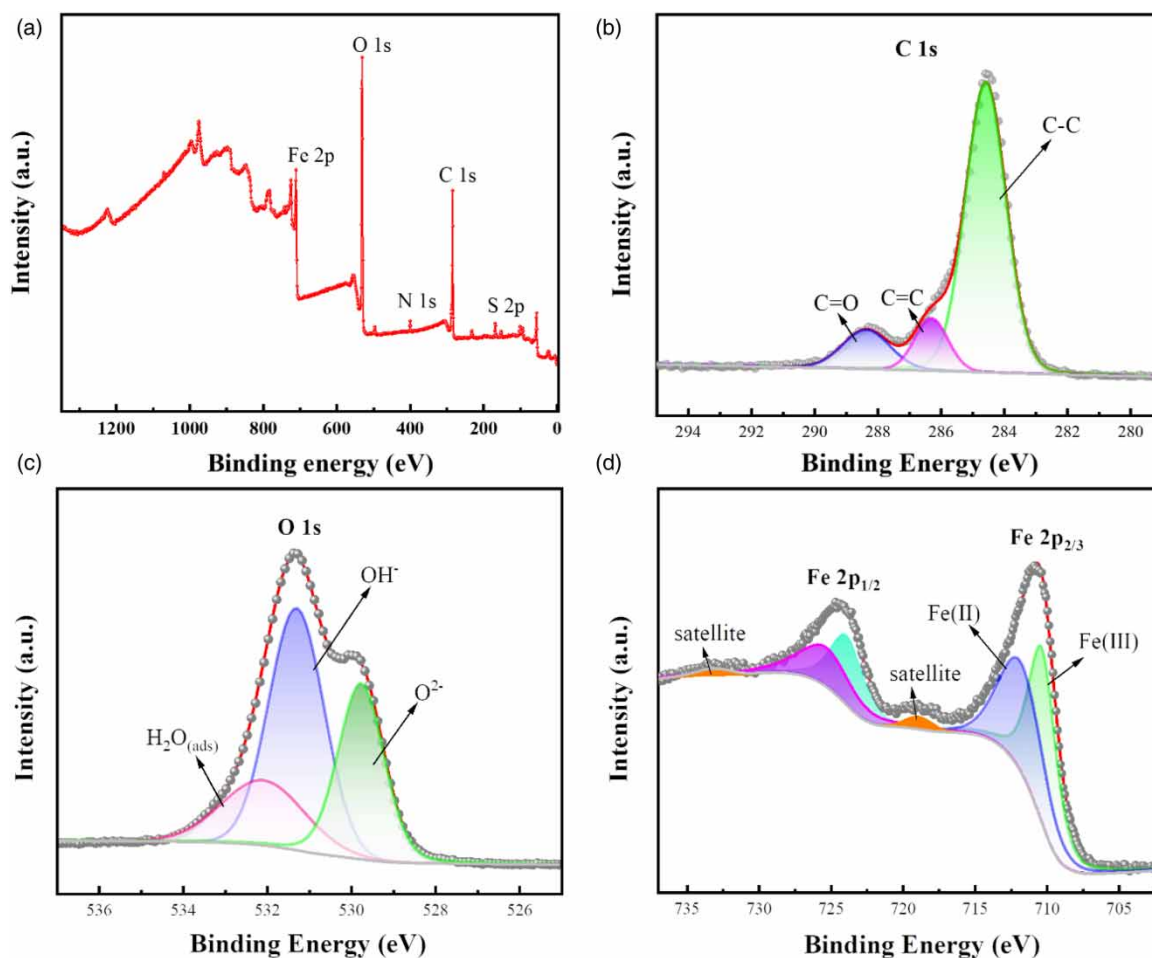 (a)
O 1s
Fe 2p
C 1s
N 1s
S 2p
Intensity (a.u.)
1200 1000 800 600 400 200 0
Binding energy (eV)
(b)
C 1s
C-C
C=O
C=C
Intensity (a.u.)
294 292 290 288 286 284 282 280
Binding Energy (eV)
(c)
O 1s
OH⁻
O²⁻
H₂O₍ads₎
Intensity (a.u.)
536 534 532 530 528 526
Binding Energy (eV)
(d)
Fe 2p₂/₃
Fe 2p₁/₂
Fe(II)
Fe(III)
satellite
satellite
Intensity (a.u.)
735 730 725 720 715 710 705
Binding Energy (eV)